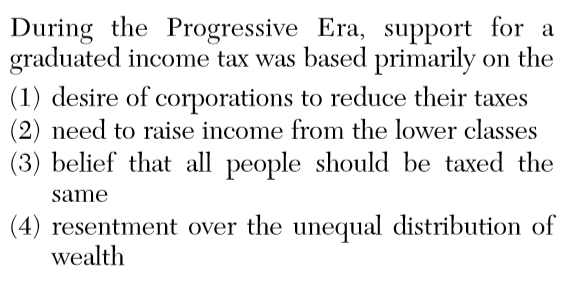 During the Progressive Era, support for a
graduated income tax was based primarily on the
(1) desire of corporations to reduce their taxes
(2) need to raise income from the lower classes
(3) belief that all people should be taxed the
same
(4) resentment over the unequal distribution of
wealth